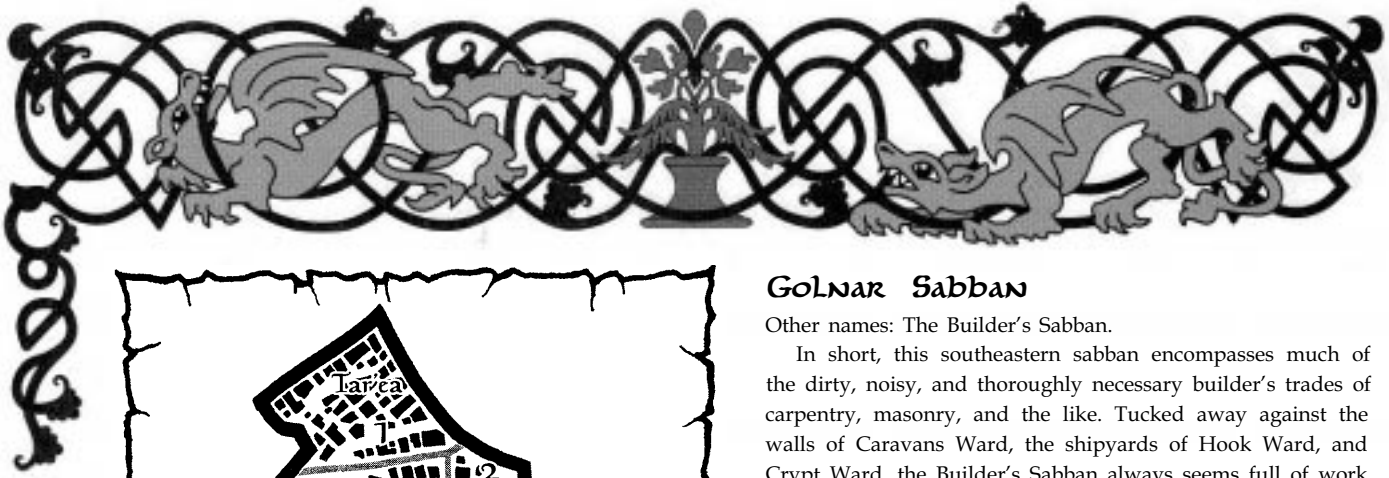 Tar'ea
1
2
Golnar Sabban
Other names: The Builder's Sabban.
In short, this southeastern sabban encompasses much of
the dirty, noisy, and thoroughly necessary builder's trades of
carpentry, masonry, and the like. Tucked away against the
walls of Caravans Ward, the shipyards of Hook Ward, and
Crypt Ward, the Builder's Sabban always seems full of work